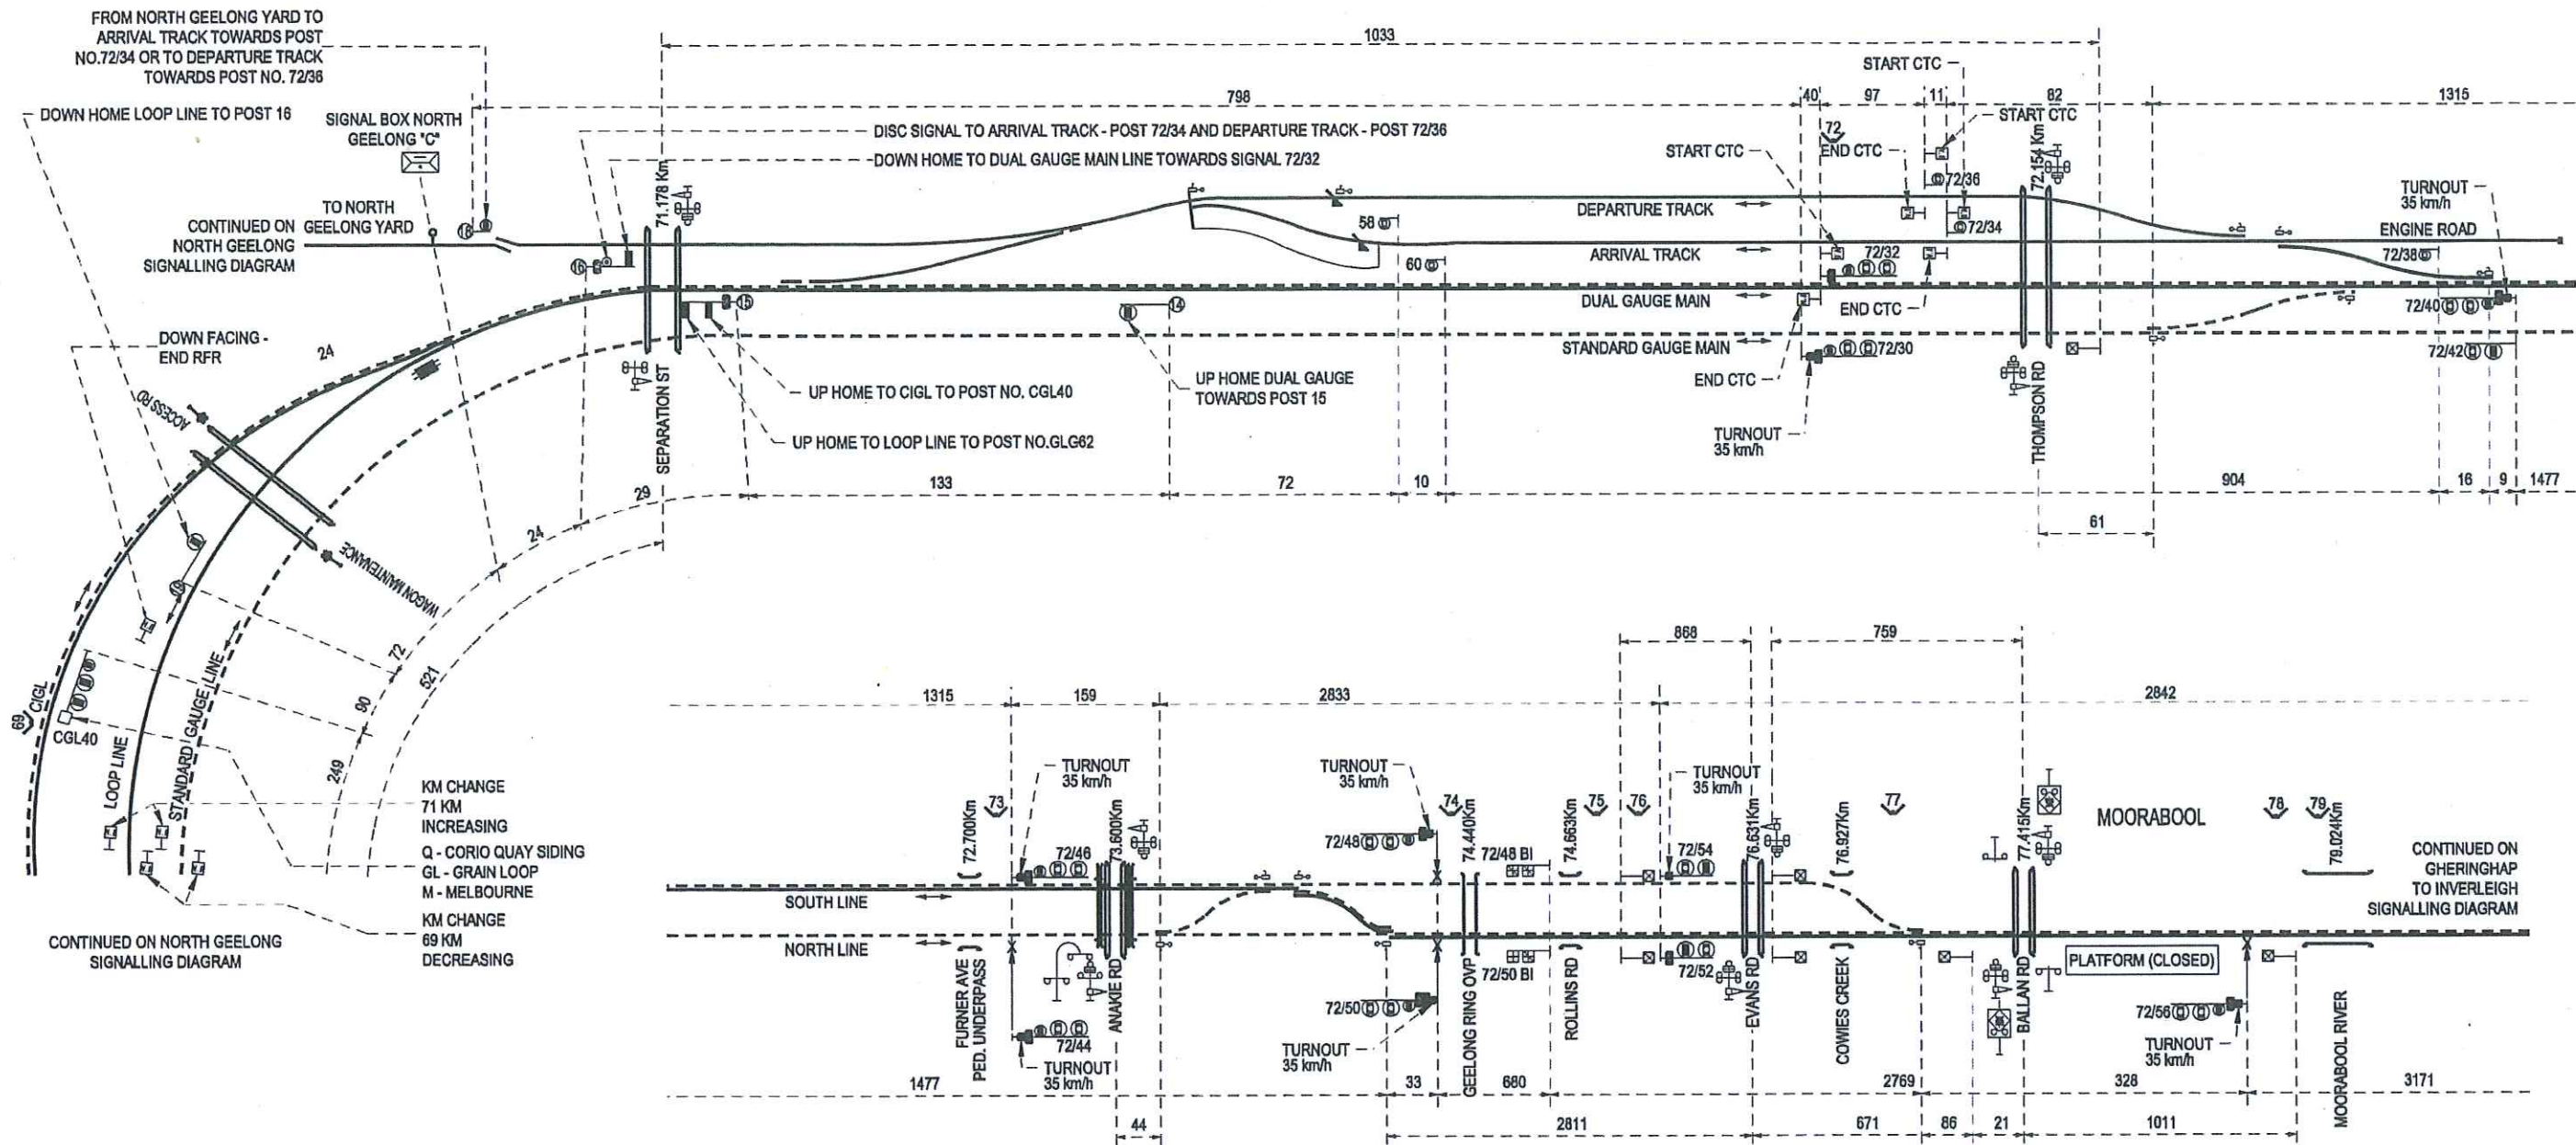 FROM NORTH GEELONG YARD TO
ARRIVAL TRACK TOWARDS POST
NO.72/34 OR TO DEPARTURE TRACK
TOWARDS POST NO. 72/36
DOWN HOME LOOP LINE TO POST 16
SIGNAL BOX NORTH
GEELONG "C"
TO NORTH
GEELONG YARD
CONTINUED ON
NORTH GEELONG
SIGNALLING DIAGRAM
18
16
1033
798
40
97
11
82
1315
DISC SIGNAL TO ARRIVAL TRACK - POST 72/34 AND DEPARTURE TRACK - POST 72/36
DOWN HOME TO DUAL GAUGE MAIN LINE TOWARDS SIGNAL 72/32
START CTC
START CTC
START CTC
END CTC
72
71.178 Km
72.154 Km
72/36
72/34
72/32
58
60
DEPARTURE TRACK
ARRIVAL TRACK
DUAL GAUGE MAIN
STANDARD GAUGE MAIN
END CTC
END CTC
72/30
TURNOUT
35 km/h
TURNOUT
35 km/h
ENGINE ROAD
72/38
72/40
72/42
15
14
DOWN FACING -
END RFR
24
ACCESS RD
WAGON MAINTENANCE
SEPARATION ST
THOMPSON RD
UP HOME TO CIGL TO POST NO. CGL40
UP HOME TO LOOP LINE TO POST NO.GLG62
UP HOME DUAL GAUGE
TOWARDS POST 15
29
133
72
10
904
16
9
1477
61
24
72
90
249
521
69
CIGL
CGL40
LOOP LINE
STANDARD GAUGE LINE
KM CHANGE
71 KM
INCREASING
Q - CORIO QUAY SIDING
GL - GRAIN LOOP
M - MELBOURNE
KM CHANGE
69 KM
DECREASING
CONTINUED ON NORTH GEELONG
SIGNALLING DIAGRAM
868
759
1315
159
2833
2842
TURNOUT
35 km/h
TURNOUT
35 km/h
TURNOUT
35 km/h
73
74
75
76
77
78
79
72.700Km
73.600Km
74.440Km
74.663Km
76.631Km
76.927Km
77.415Km
79.024Km
MOORABOOL
72/46
72/48
72/48 BI
72/54
SOUTH LINE
NORTH LINE
CONTINUED ON
GHERINGHAP
TO INVERLEIGH
SIGNALLING DIAGRAM
72/44
72/50
72/50 BI
72/52
72/56
PLATFORM (CLOSED)
FURNER AVE
PED. UNDERPASS
ANAKIE RD
GEELONG RING OVP
ROLLINS RD
EVANS RD
COWIES CREEK
BALLAN RD
MOORABOOL RIVER
TURNOUT
35 km/h
TURNOUT
35 km/h
TURNOUT
35 km/h
1477
33
680
2769
328
3171
44
2811
671
86
21
1011